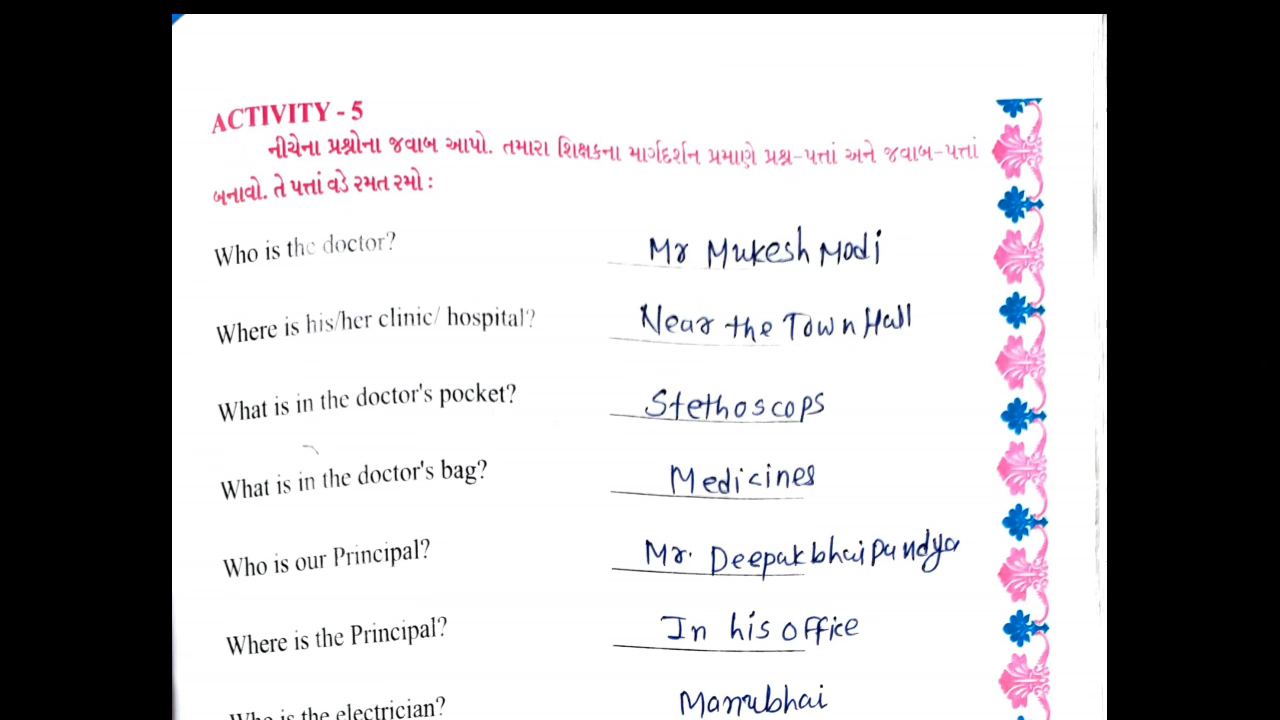 ACTIVITY - 5
નીચેના પ્રશ્નોના જવાબ આપો. તમારા શિક્ષકના માર્ગદર્શન પ્રમાણે પ્રશ્ન-પત્તાં અને જવાબ-પત્તાં
બનાવો. તે પત્તાં વડે રમત રમો :
Who is the doctor? Mr Mukesh Modi
Where is his/her clinic/ hospital? Near the Town Hall
What is in the doctor's pocket? Stethoscops
What is in the doctor's bag? Medicines
Who is our Principal? Mr. Deepakbhai Pandya
Where is the Principal? In his office
Who is the electrician? Manubhai